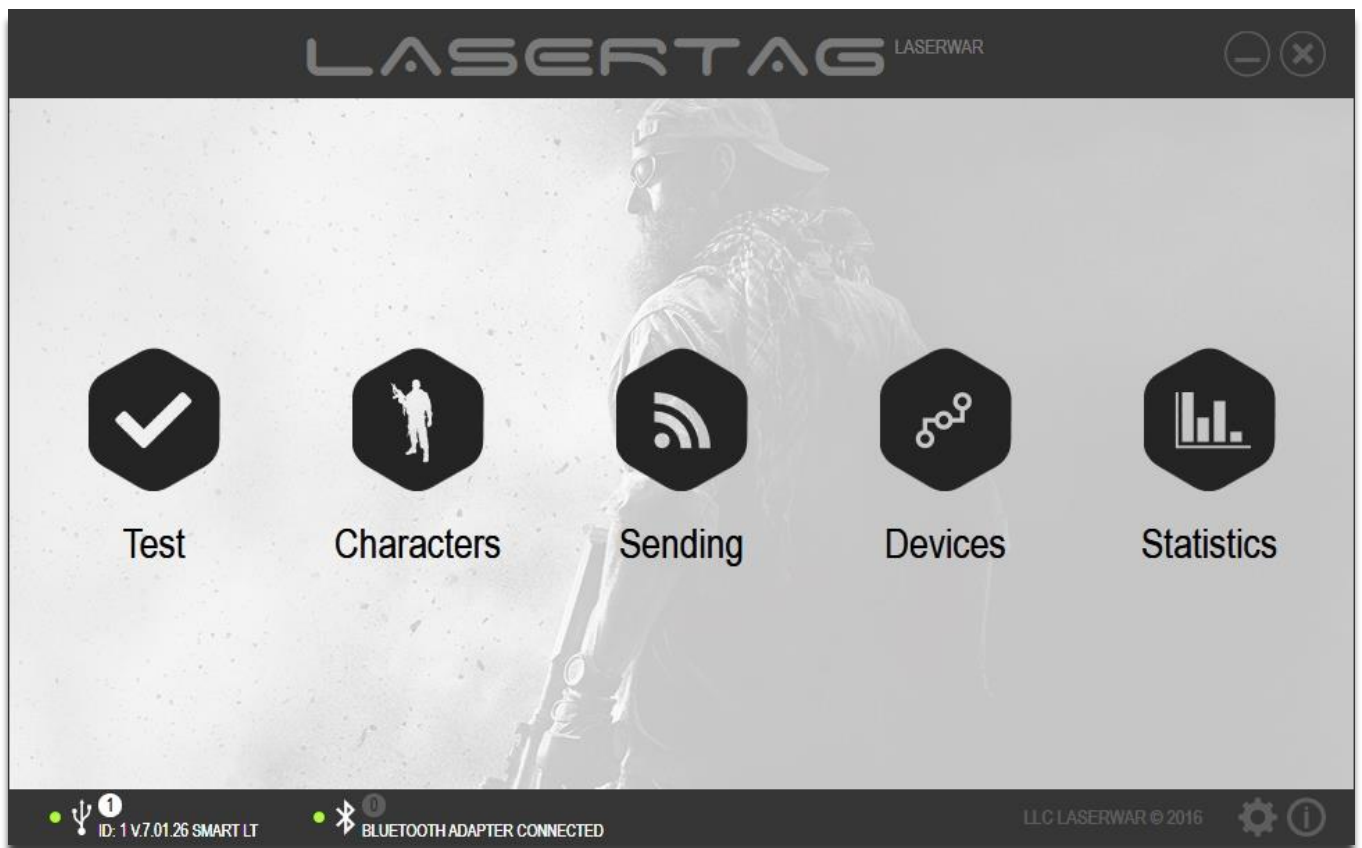 LASERTAG LASERWAR
Test
Characters
Sending
Devices
Statistics
1
ID: 1 V.7.01.26 SMART LT
0
BLUETOOTH ADAPTER CONNECTED
LLC LASERWAR © 2016